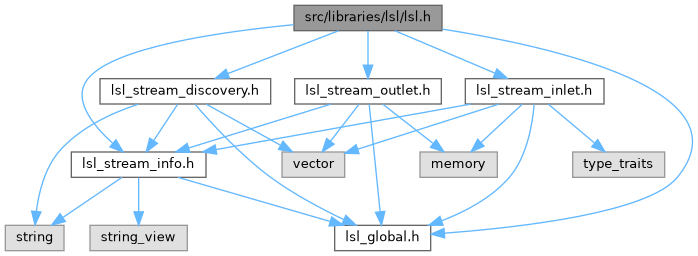 src/libraries/lsl/lsl.h
lsl_stream_discovery.h
lsl_stream_outlet.h
lsl_stream_inlet.h
lsl_stream_info.h
vector
memory
type_traits
string
string_view
lsl_global.h